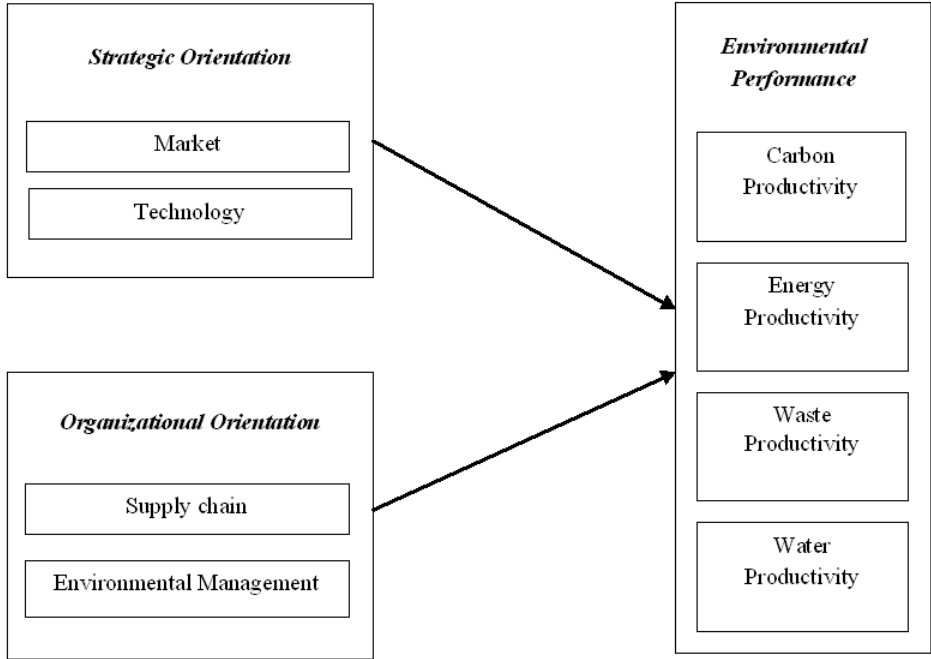 Strategic Orientation
Market
Technology
Organizational Orientation
Supply chain
Environmental Management
Environmental
Performance
Carbon
Productivity
Energy
Productivity
Waste
Productivity
Water
Productivity